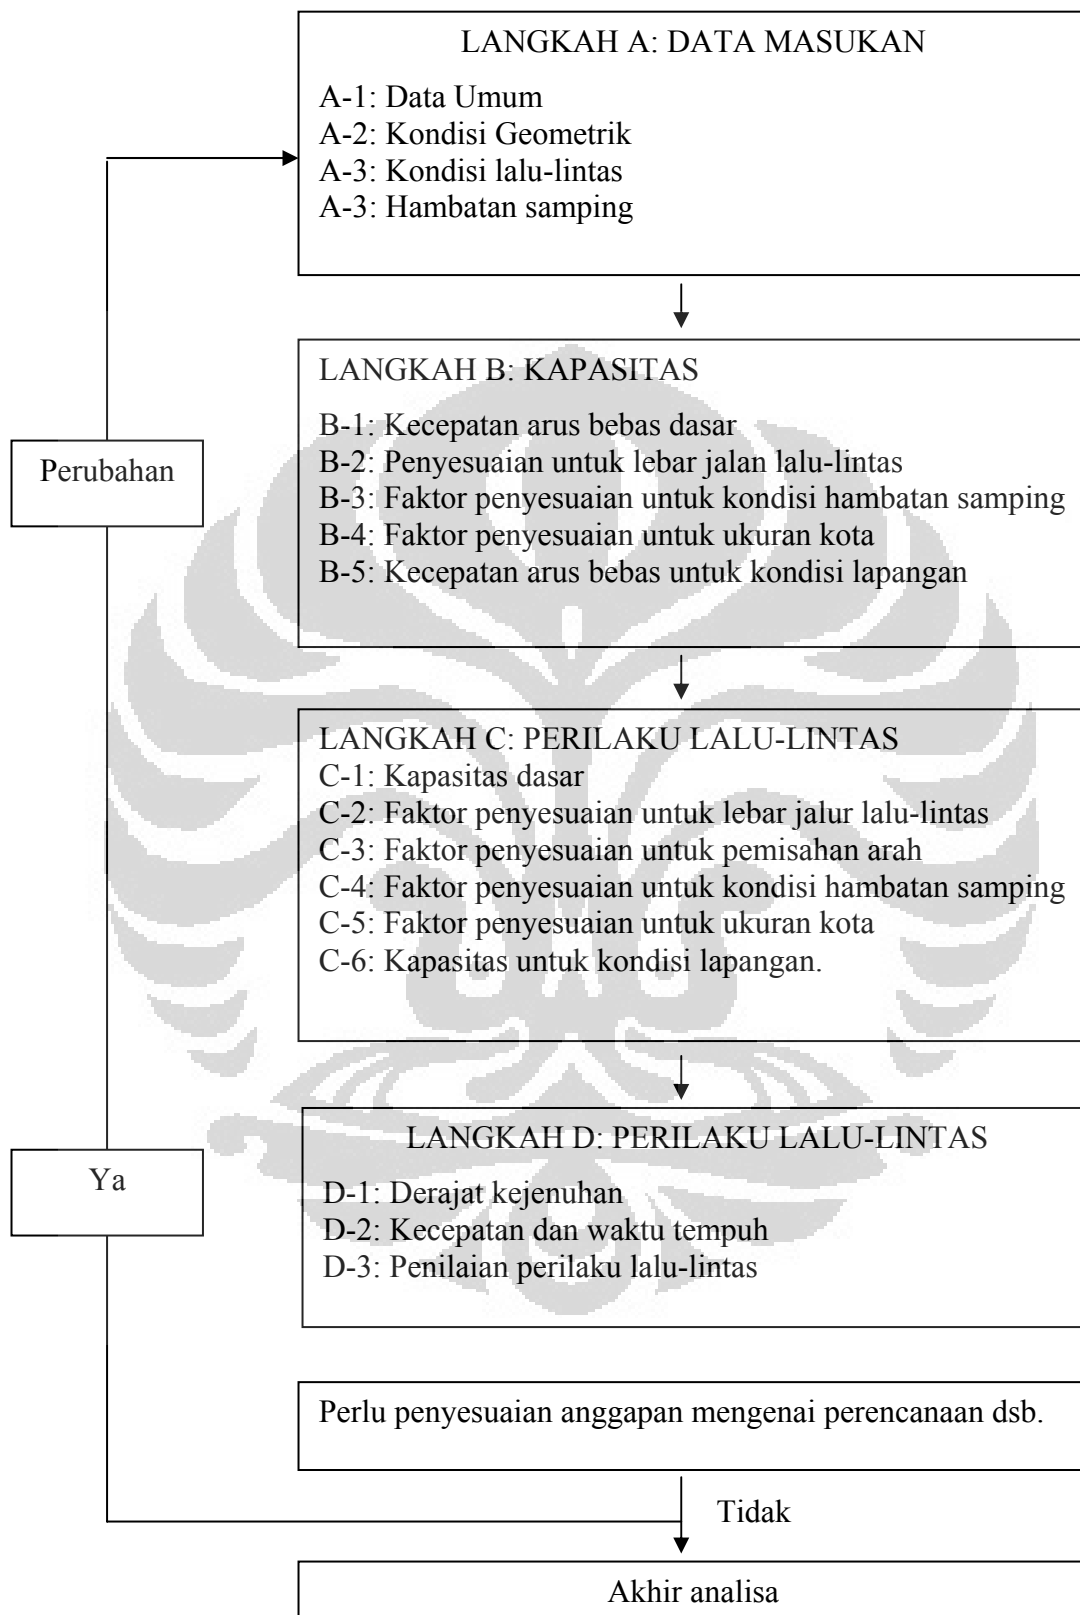 LANGKAH A: DATA MASUKAN
A-1: Data Umum
A-2: Kondisi Geometrik
A-3: Kondisi lalu-lintas
A-3: Hambatan samping
LANGKAH B: KAPASITAS
B-1: Kecepatan arus bebas dasar
B-2: Penyesuaian untuk lebar jalan lalu-lintas
B-3: Faktor penyesuaian untuk kondisi hambatan samping
B-4: Faktor penyesuaian untuk ukuran kota
B-5: Kecepatan arus bebas untuk kondisi lapangan
Perubahan
LANGKAH C: PERILAKU LALU-LINTAS
C-1: Kapasitas dasar
C-2: Faktor penyesuaian untuk lebar jalur lalu-lintas
C-3: Faktor penyesuaian untuk pemisahan arah
C-4: Faktor penyesuaian untuk kondisi hambatan samping
C-5: Faktor penyesuaian untuk ukuran kota
C-6: Kapasitas untuk kondisi lapangan.
LANGKAH D: PERILAKU LALU-LINTAS
D-1: Derajat kejenuhan
D-2: Kecepatan dan waktu tempuh
D-3: Penilaian perilaku lalu-lintas
Ya
Perlu penyesuaian anggapan mengenai perencanaan dsb.
Tidak
Akhir analisa